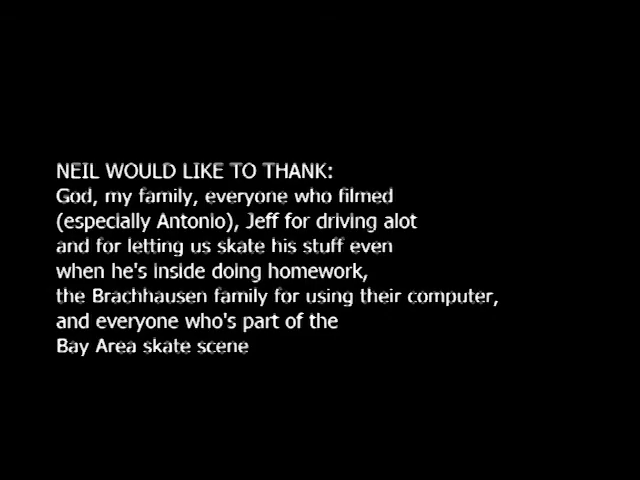 NEIL WOULD LIKE TO THANK:
God, my family, everyone who filmed
(especially Antonio), Jeff for driving alot
and for letting us skate his stuff even
when he's inside doing homework,
the Brachhausen family for using their computer,
and everyone who's part of the
Bay Area skate scene